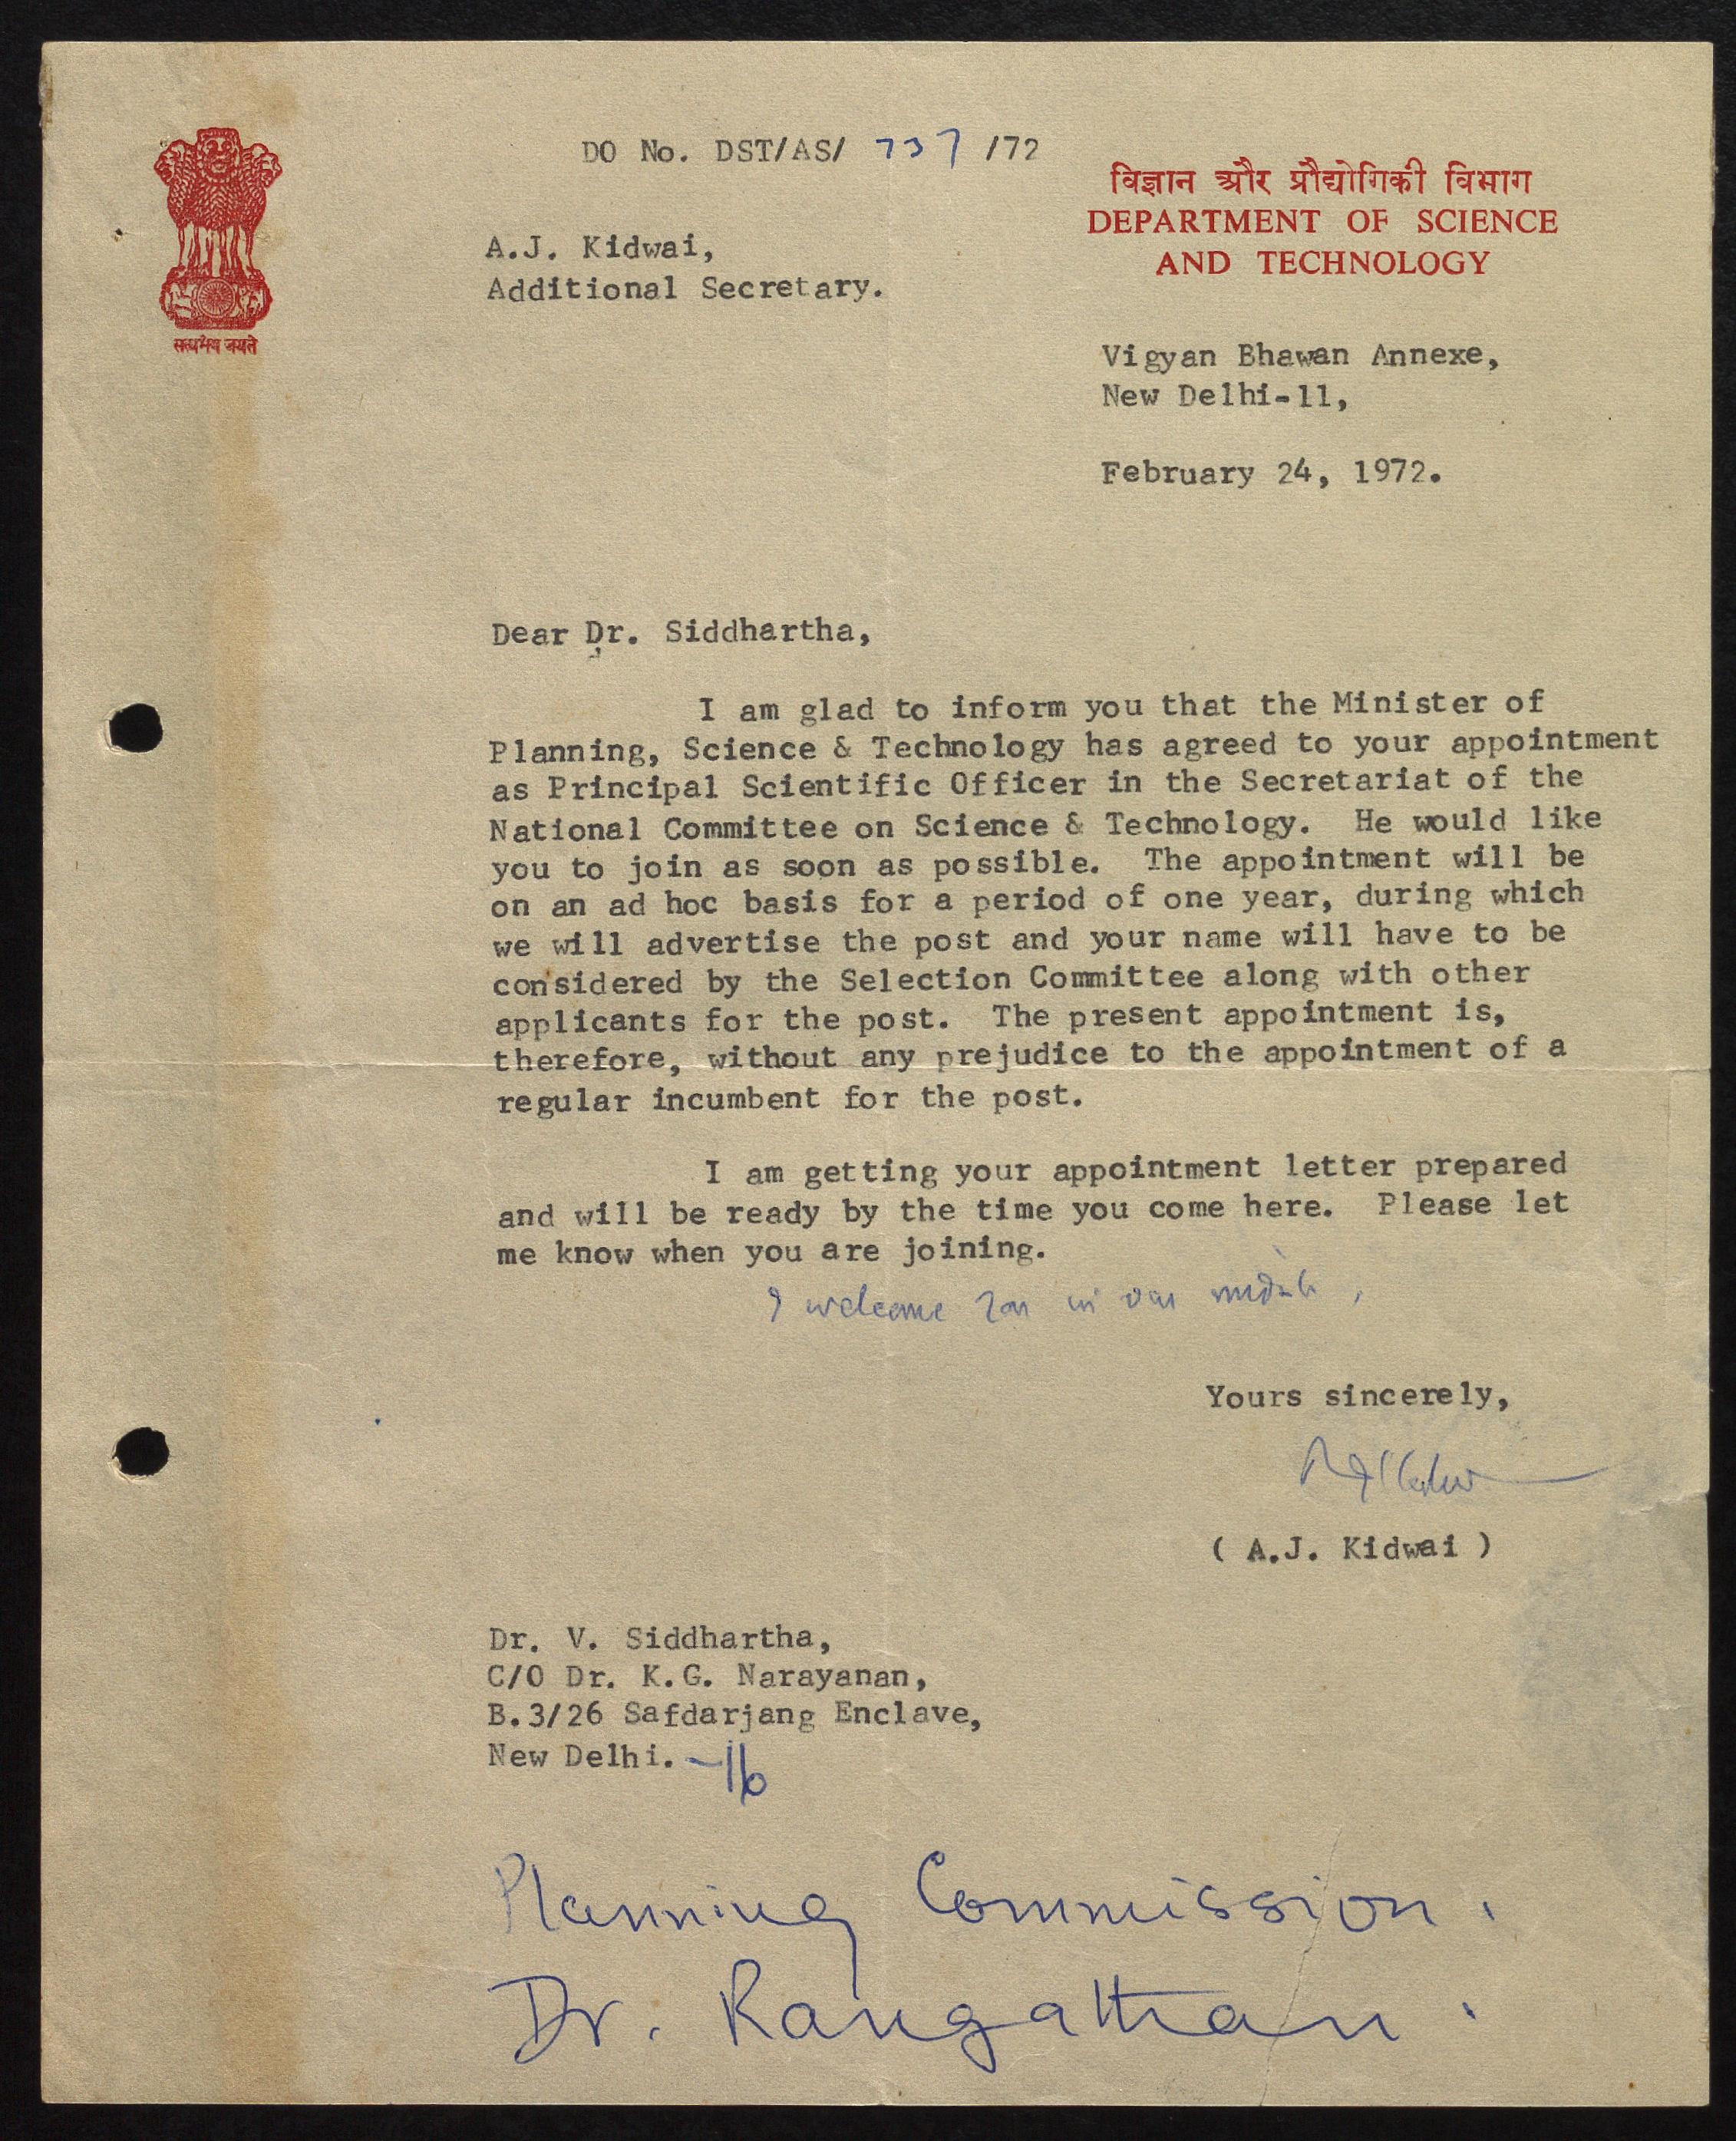 DO No. DST/AS/ 737 /72
विज्ञान और प्रौद्योगिकी विभाग
DEPARTMENT OF SCIENCE
AND TECHNOLOGY
सत्यमेव जयते
A.J. Kidwai,
Additional Secretary.
Vigyan Bhawan Annexe,
New Delhi-11,
February 24, 1972.
Dear Dr. Siddhartha,
I am glad to inform you that the Minister of
Planning, Science & Technology has agreed to your appointment
as Principal Scientific Officer in the Secretariat of the
National Committee on Science & Technology. He would like
you to join as soon as possible. The appointment will be
on an ad hoc basis for a period of one year, during which
we will advertise the post and your name will have to be
considered by the Selection Committee along with other
applicants for the post. The present appointment is,
therefore, without any prejudice to the appointment of a
regular incumbent for the post.
I am getting your appointment letter prepared
and will be ready by the time you come here. Please let
me know when you are joining.
I welcome you in our midst,
Yours sincerely,
( A.J. Kidwai )
Dr. V. Siddhartha,
C/O Dr. K.G. Narayanan,
B.3/26 Safdarjang Enclave,
New Delhi. -16
Planning Commission.
Dr. Rangathan.